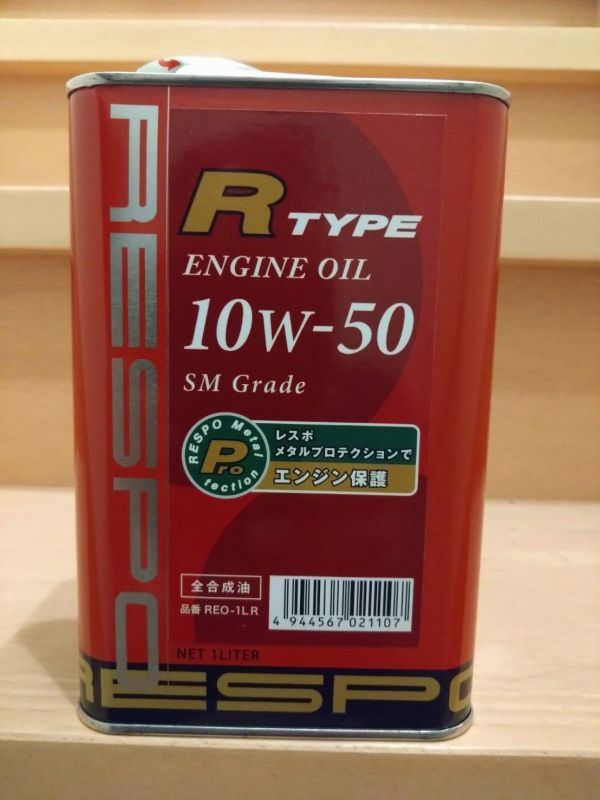 RESPO
R TYPE
ENGINE OIL
10W-50
SM Grade
RESPO Metal
Pro
tection
レスポ
メタルプロテクションで
エンジン保護
全合成油
品番 REO-1LR
4 944567 021107
NET 1LITER
RESPO